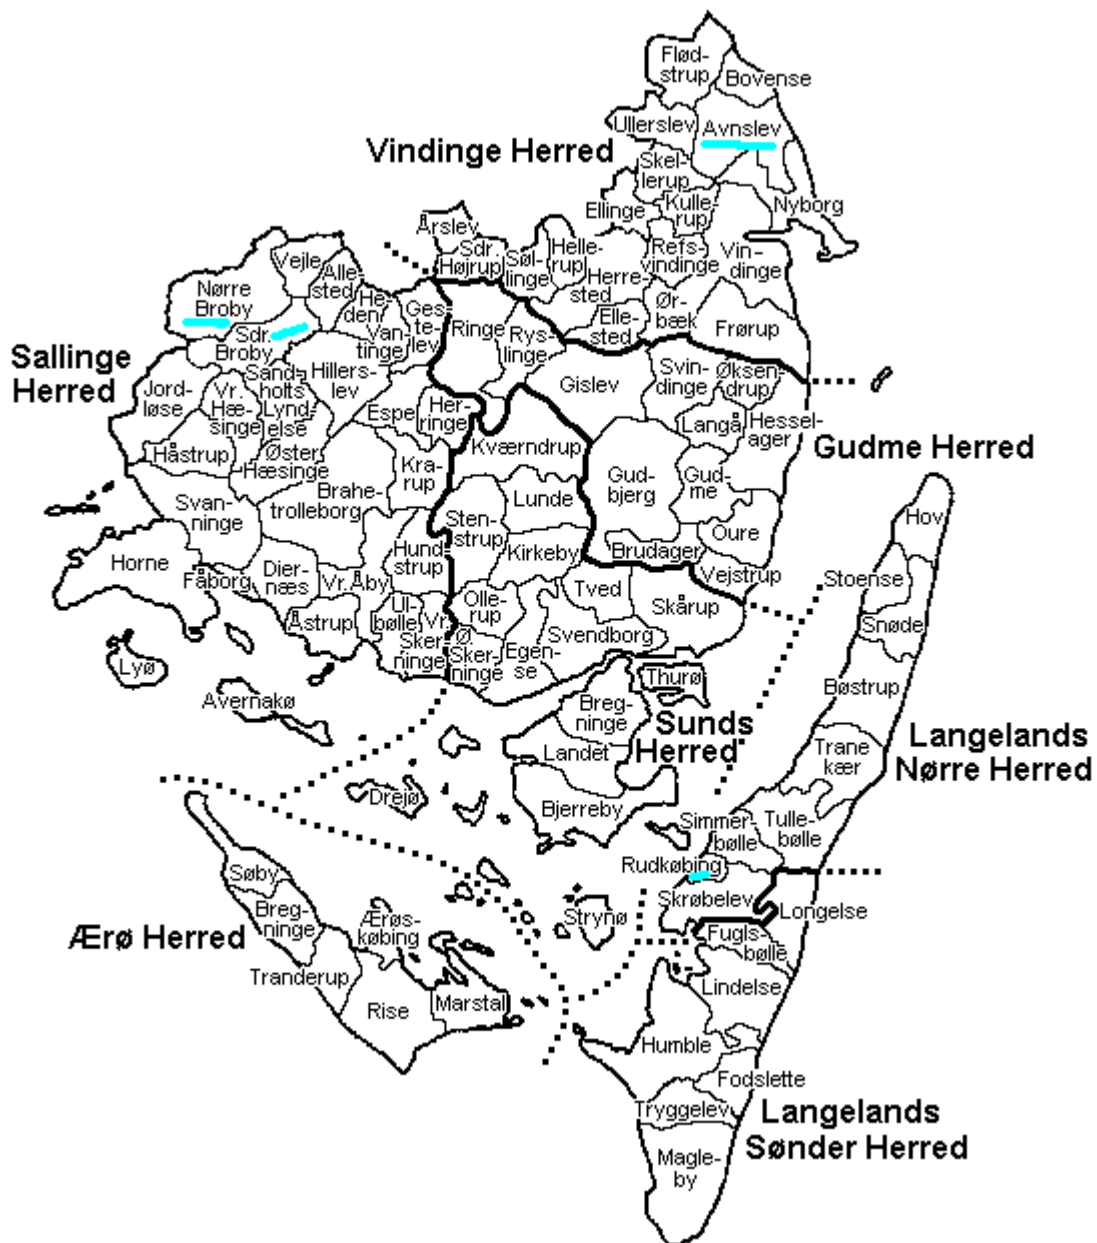 Flød-
strup
Bovense
Ullerslev
Avnslev
Vindinge Herred
Skel-
lerup
Ellinge
Kulle-
rup
Nyborg
Årslev
Sdr.
Højrup
Søl-
linge
Helle-
rup
Refs-
vindinge
Vin-
dinge
Herre-
sted
Vejle
Alle-
sted
Nørre
Broby
He-
den
Ges-
te-
lev
Ørbæk
Elle-
sted
Frørup
Sdr.
Broby
Van-
tinge
Ringe
Rys-
linge
Sallinge
Herred
Jord-
løse
Vr.
Hæ-
singe
Sand-
holts
Lynd-
else
Hillers-
lev
Gislev
Svin-
dinge
Øksen-
drup
Espe
Her-
ringe
Langå
Hessel-
ager
Gudme Herred
Håstrup
Øster
Hæsinge
Kværndrup
Kra-
rup
Gud-
bjerg
Gud-
me
Svan-
ninge
Brahe-
trolleborg
Lunde
Sten-
strup
Hov
Oure
Horne
Fåborg
Dier-
næs
Vr. Åby
Hund-
strup
Kirkeby
Brudager
Vejstrup
Stoense
Tved
Skårup
Åstrup
Ul-
bølle
Vr.
Sker-
ninge
Olle-
rup
Ø.
Sker-
ninge
Egen-
se
Svendborg
Snøde
Lyø
Avernakø
Thurø
Bøstrup
Breg-
ninge
Landet
Sunds
Herred
Langelands
Nørre Herred
Trane
kær
Drejø
Bjerreby
Simmer-
bølle
Tulle-
bølle
Rudkøbing
Søby
Breg-
ninge
Skrøbelev
Longelse
Ærø Herred
Ærøs-
købing
Strynø
Fugls-
bølle
Tranderup
Rise
Marstal
Lindelse
Humble
Fodslette
Tryggelev
Langelands
Sønder Herred
Magle-
by